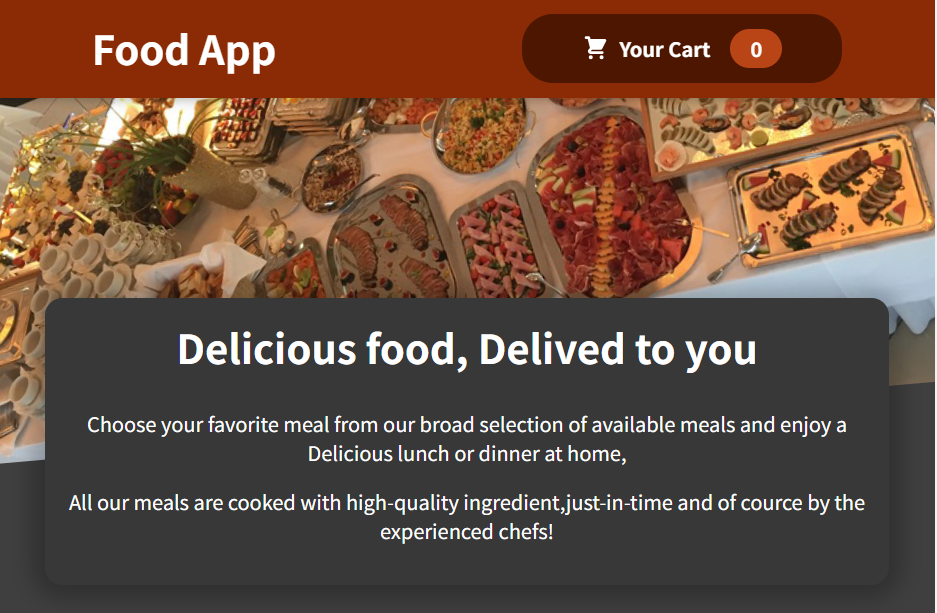 Food App
Your Cart 0
Delicious food, Delived to you
Choose your favorite meal from our broad selection of available meals and enjoy a
Delicious lunch or dinner at home,
All our meals are cooked with high-quality ingredient,just-in-time and of cource by the
experienced chefs!